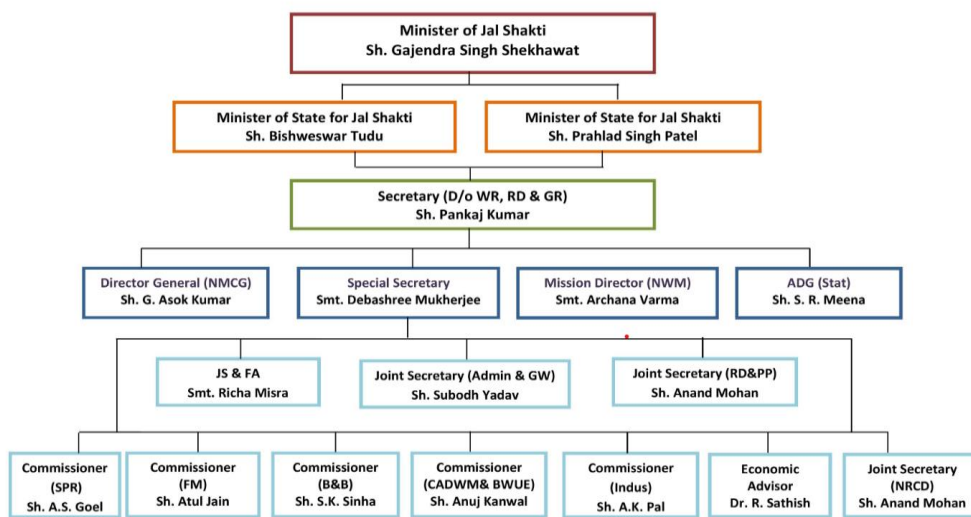 Minister of Jal Shakti
Sh. Gajendra Singh Shekhawat
Minister of State for Jal Shakti
Sh. Bishweswar Tudu
Minister of State for Jal Shakti
Sh. Prahlad Singh Patel
Secretary (D/o WR, RD & GR)
Sh. Pankaj Kumar
Director General (NMCG)
Sh. G. Asok Kumar
Special Secretary
Smt. Debashree Mukherjee
Mission Director (NWM)
Smt. Archana Varma
ADG (Stat)
Sh. S. R. Meena
JS & FA
Smt. Richa Misra
Joint Secretary (Admin & GW)
Sh. Subodh Yadav
Joint Secretary (RD&PP)
Sh. Anand Mohan
Commissioner
(SPR)
Sh. A.S. Goel
Commissioner
(FM)
Sh. Atul Jain
Commissioner
(B&B)
Sh. S.K. Sinha
Commissioner
(CADWM& BWUE)
Sh. Anuj Kanwal
Commissioner
(Indus)
Sh. A.K. Pal
Economic
Advisor
Dr. R. Sathish
Joint Secretary
(NRCD)
Sh. Anand Mohan